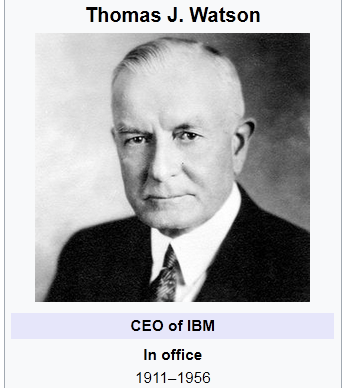 Thomas J. Watson
CEO of IBM
In office
1911–1956